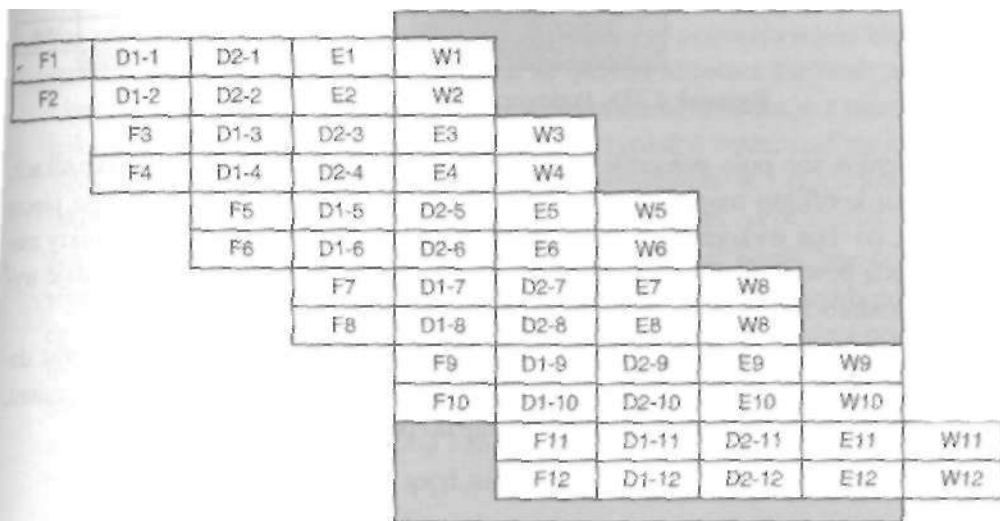 F1 D1-1 D2-1 E1 W1
F2 D1-2 D2-2 E2 W2
F3 D1-3 D2-3 E3 W3
F4 D1-4 D2-4 E4 W4
F5 D1-5 D2-5 E5 W5
F6 D1-6 D2-6 E6 W6
F7 D1-7 D2-7 E7 W8
F8 D1-8 D2-8 E8 W8
F9 D1-9 D2-9 E9 W9
F10 D1-10 D2-10 E10 W10
F11 D1-11 D2-11 E11 W11
F12 D1-12 D2-12 E12 W12